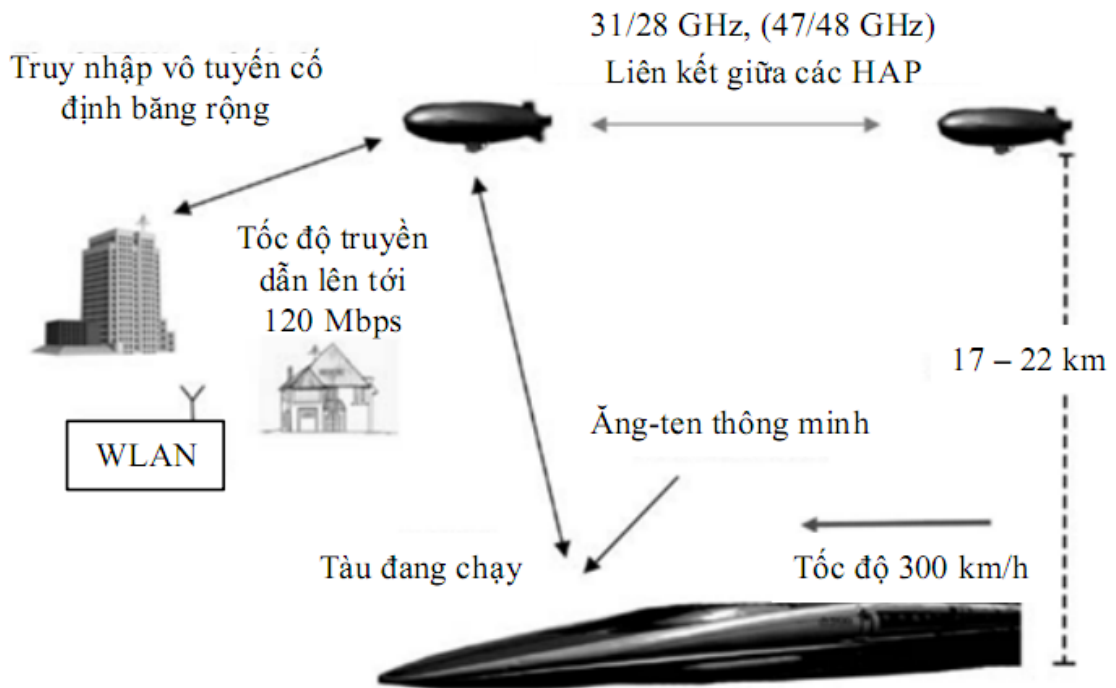 31/28 GHz, (47/48 GHz)
Liên kết giữa các HAP
Truy nhập vô tuyến cố
định băng rộng
Tốc độ truyền
dẫn lên tới
120 Mbps
17 – 22 km
Ăng-ten thông minh
WLAN
Tàu đang chạy
Tốc độ 300 km/h